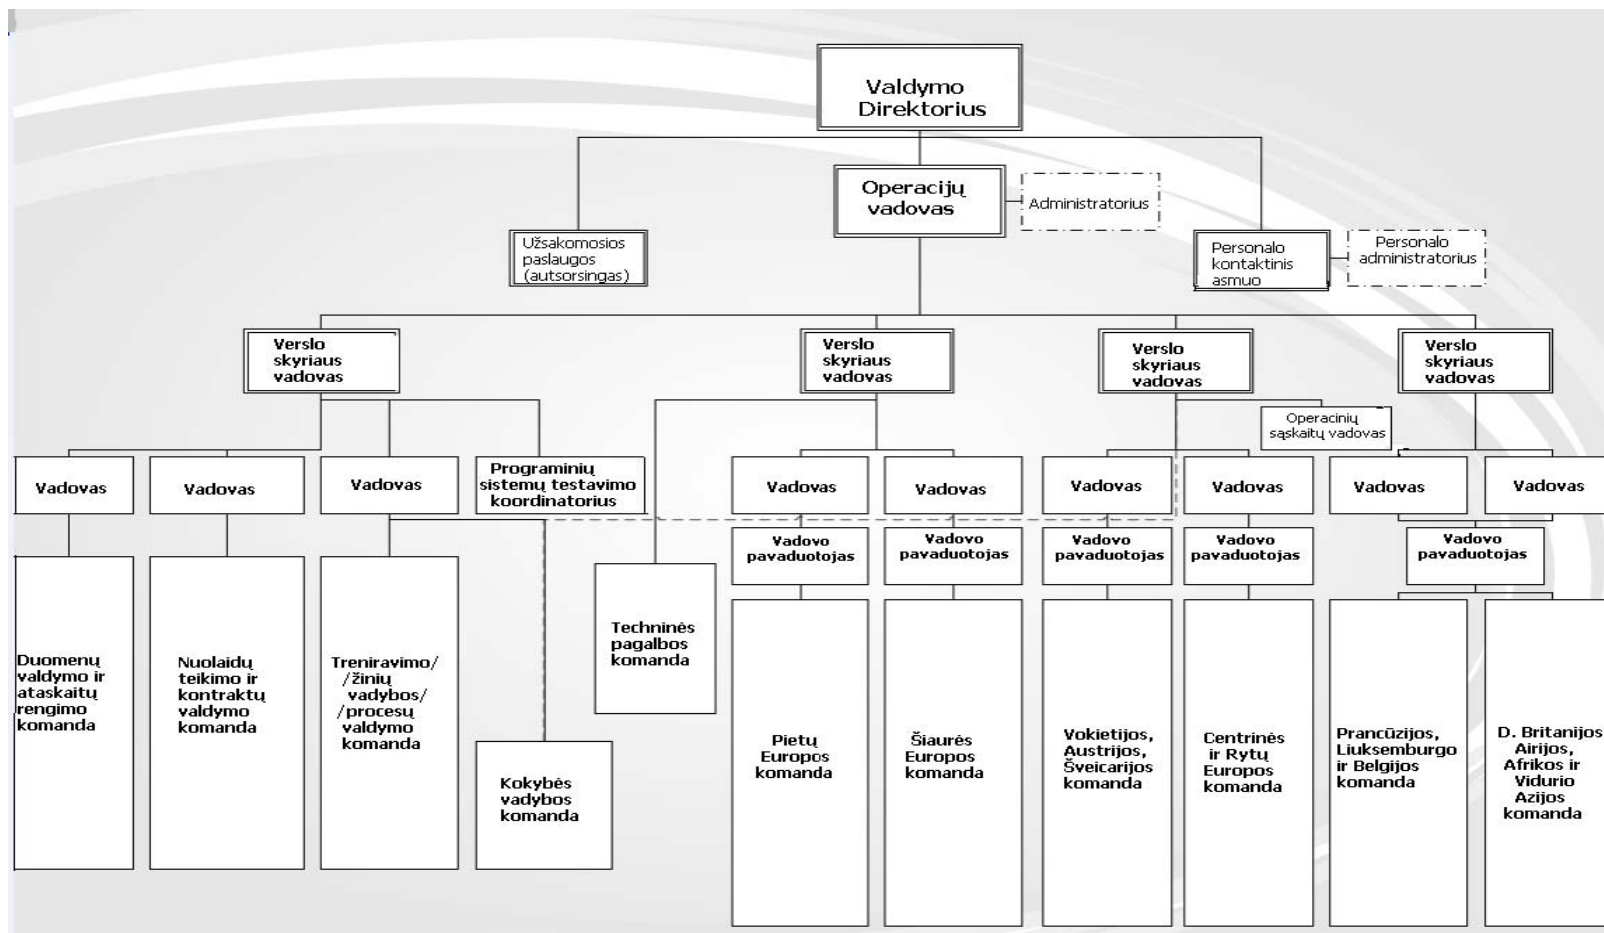 Valdymo
Direktorius
Operacijų
vadovas
Administratorius
Užsakomosios
paslaugos
(autsorsingas)
Personalo
kontaktinis
asmuo
Personalo
administratorius
Verslo
skyriaus
vadovas
Verslo
skyriaus
vadovas
Verslo
skyriaus
vadovas
Verslo
skyriaus
vadovas
Operacinių
sąskaitų vadovas
Vadovas
Vadovas
Vadovas
Programinių
sistemų testavimo
koordinatorius
Vadovas
Vadovas
Vadovas
Vadovas
Vadovas
Vadovas
Vadovo
pavaduotojas
Vadovo
pavaduotojas
Vadovo
pavaduotojas
Vadovo
pavaduotojas
Vadovo
pavaduotojas
Duomenų
valdymo ir
ataskaitų
rengimo
komanda
Nuolaidų
teikimo ir
kontraktų
valdymo
komanda
Treniravimo/
/žinių
vadybos/
/procesų
valdymo
komanda
Kokybės
vadybos
komanda
Techninės
pagalbos
komanda
Pietų
Europos
komanda
Šiaurės
Europos
komanda
Vokietijos,
Austrijos,
Šveicarijos
komanda
Centrinės
ir Rytų
Europos
komanda
Prancūzijos,
Liuksemburgo
ir Belgijos
komanda
D. Britanijos
Airijos,
Afrikos ir
Vidurio
Azijos
komanda